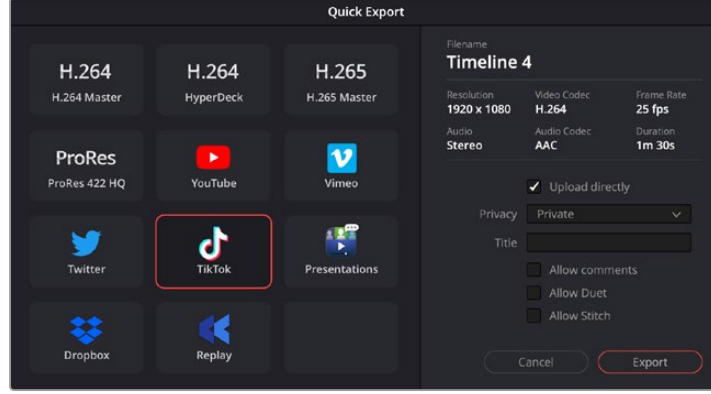 Quick Export
H.264
H.264 Master
H.264
HyperDeck
H.265
H.265 Master
ProRes
ProRes 422 HQ
YouTube
Vimeo
Twitter
TikTok
Presentations
Dropbox
Replay
Filename
Timeline 4
Resolution
1920 x 1080
Video Codec
H.264
Frame Rate
25 fps
Audio
Stereo
Audio Codec
AAC
Duration
1m 30s
Upload directly
Privacy Private
Title
Allow comments
Allow Duet
Allow Stitch
Cancel Export